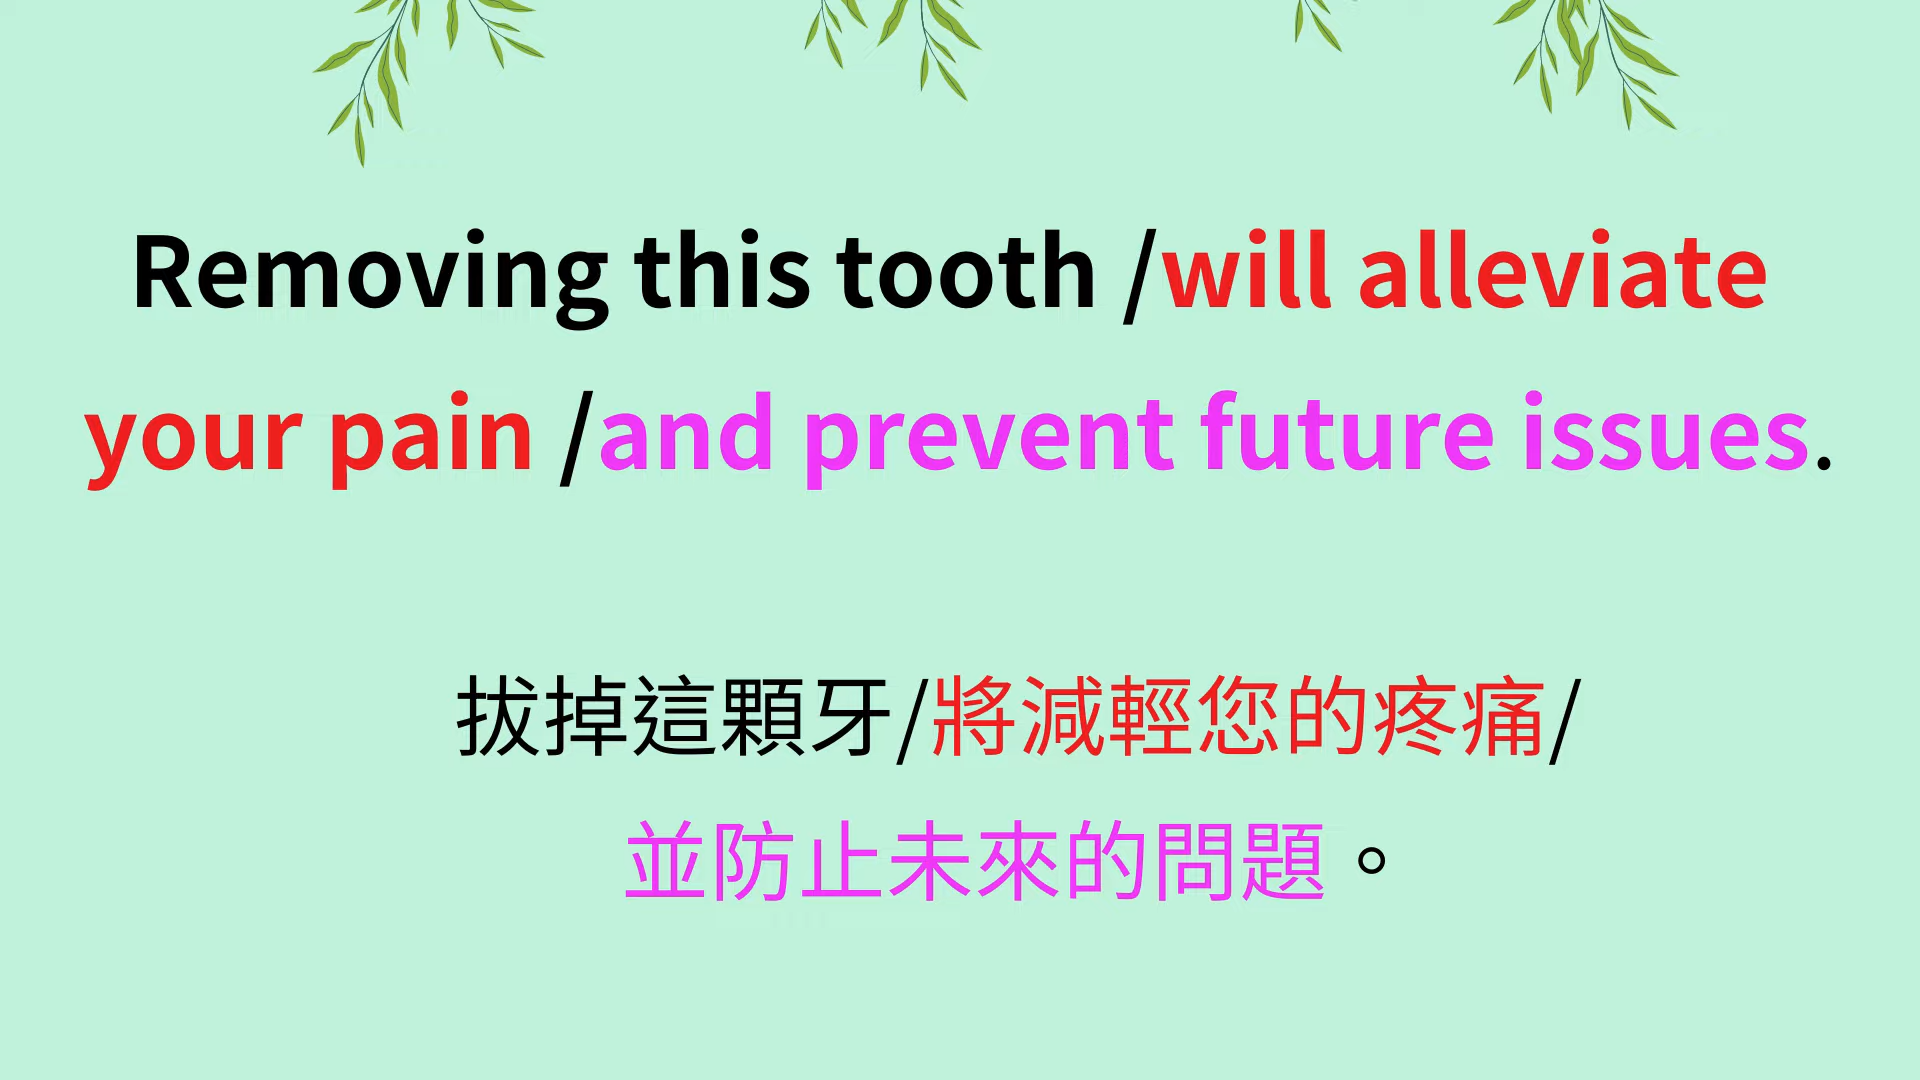 Removing this tooth /will alleviate
your pain /and prevent future issues.
拔掉這顆牙/將減輕您的疼痛/
並防止未來的問題。